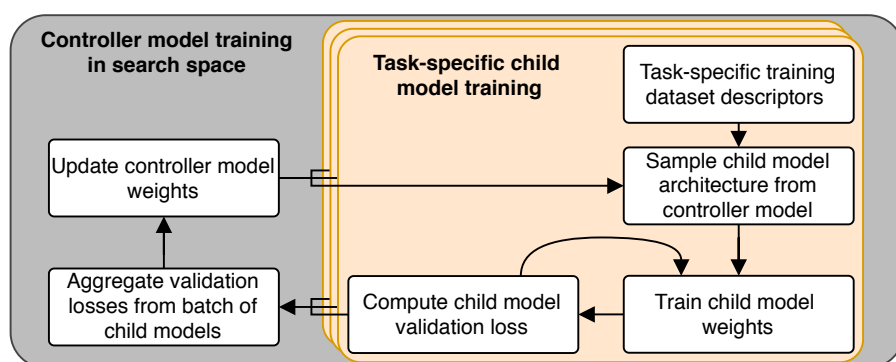 Controller model training
in search space
Task-specific child
model training
Task-specific training
dataset descriptors
Update controller model
weights
Sample child model
architecture from
controller model
Aggregate validation
losses from batch of
child models
Compute child model
validation loss
Train child model
weights